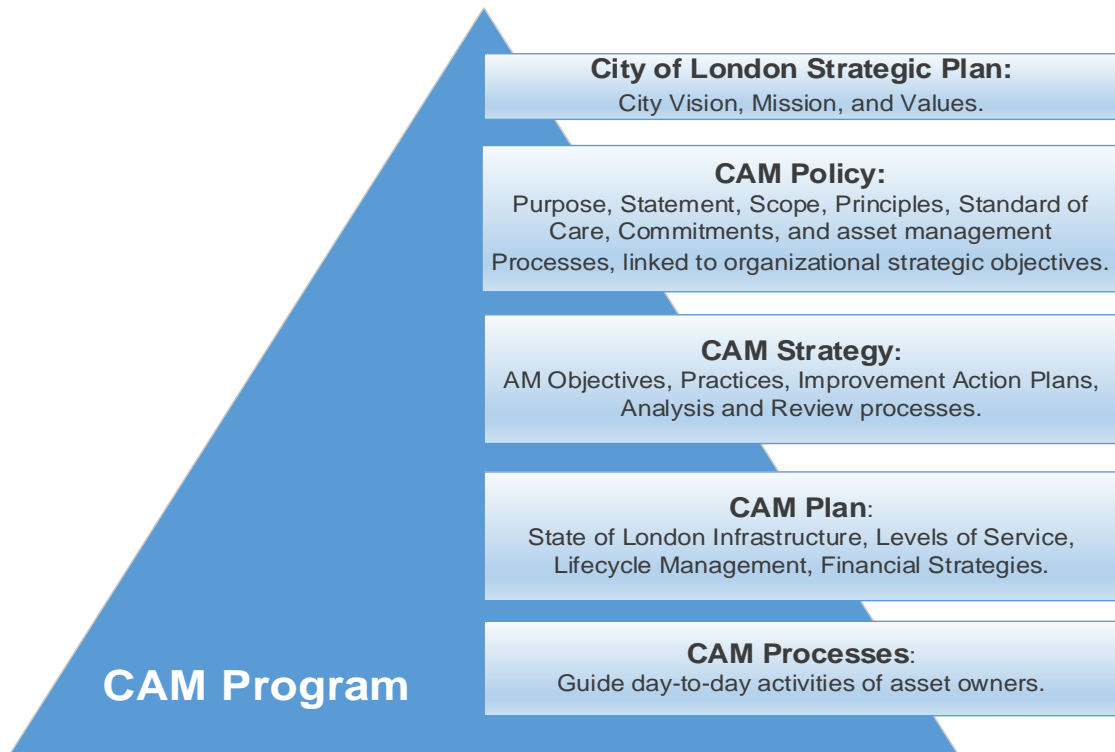 City of London Strategic Plan:
City Vision, Mission, and Values.
CAM Policy:
Purpose, Statement, Scope, Principles, Standard of
Care, Commitments, and asset management
Processes, linked to organizational strategic objectives.
CAM Strategy:
AM Objectives, Practices, Improvement Action Plans,
Analysis and Review processes.
CAM Plan:
State of London Infrastructure, Levels of Service,
Lifecycle Management, Financial Strategies.
CAM Processes:
Guide day-to-day activities of asset owners.
CAM Program